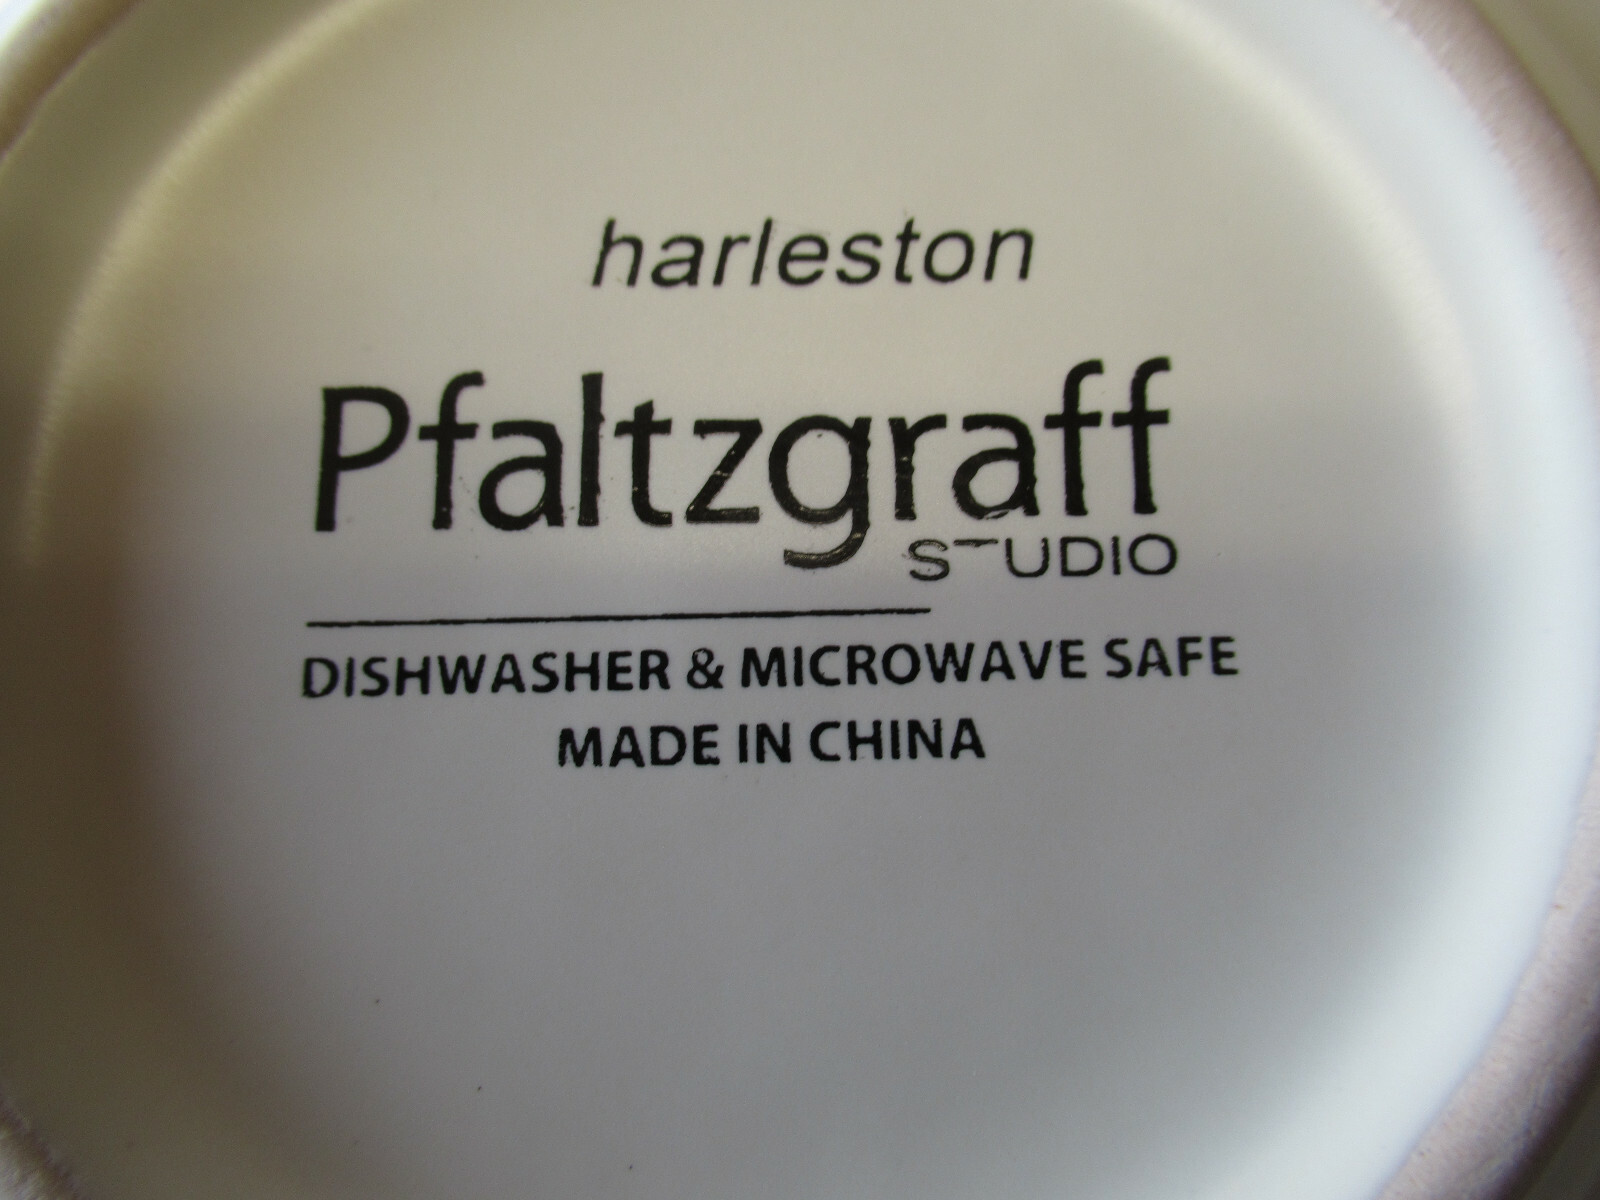 harleston
Pfaltzgraff
STUDIO
DISHWASHER & MICROWAVE SAFE
MADE IN CHINA